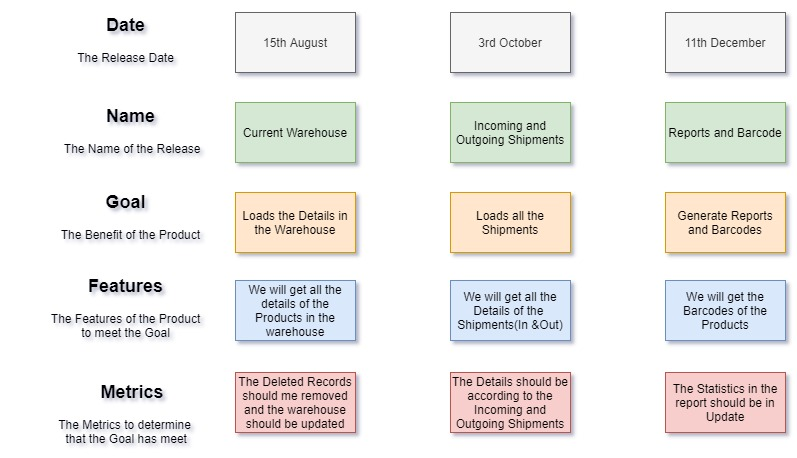 Date
The Release Date
15th August
3rd October
11th December
Name
The Name of the Release
Current Warehouse
Incoming and
Outgoing Shipments
Reports and Barcode
Goal
The Benefit of the Product
Loads the Details in
the Warehouse
Loads all the
Shipments
Generate Reports
and Barcodes
Features
The Features of the Product
to meet the Goal
We will get all the
details of the
Products in the
warehouse
We will get all the
Details of the
Shipments(In &Out)
We will get the
Barcodes of the
Products
Metrics
The Metrics to determine
that the Goal has meet
The Deleted Records
should me removed
and the warehouse
should be updated
The Details should be
according to the
Incoming and
Outgoing Shipments
The Statistics in the
report should be in
Update